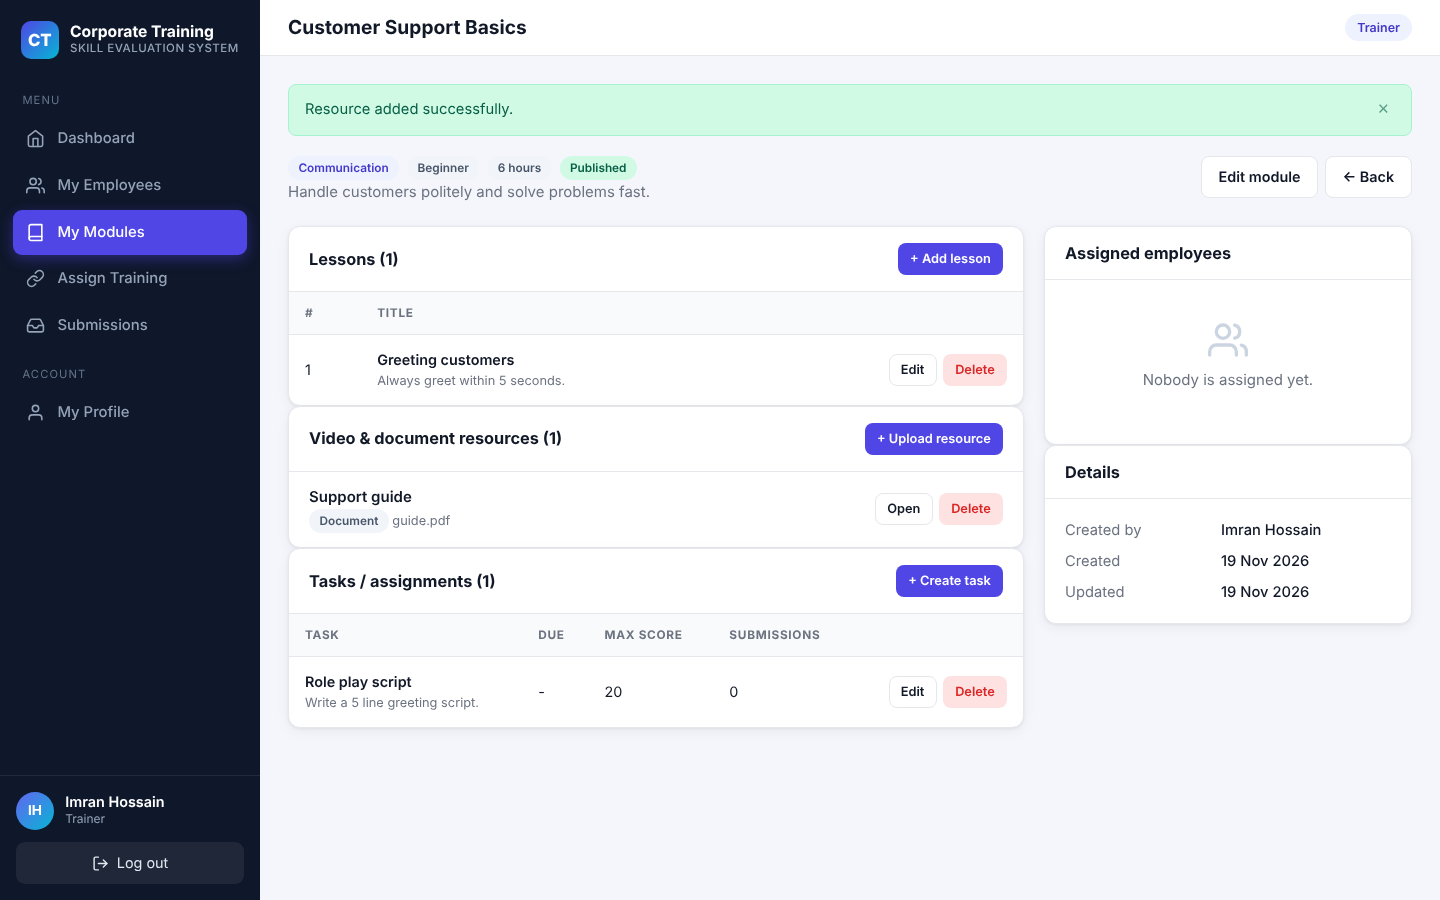 CT
Corporate Training
SKILL EVALUATION SYSTEM
MENU
Dashboard
My Employees
My Modules
Assign Training
Submissions
ACCOUNT
My Profile
IH
Imran Hossain
Trainer
Log out
Customer Support Basics
Trainer
Resource added successfully.
×
Communication Beginner 6 hours Published
Handle customers politely and solve problems fast.
Edit module
← Back
Lessons (1)
+ Add lesson
# TITLE
1 Greeting customers
Always greet within 5 seconds.
Edit Delete
Video & document resources (1)
+ Upload resource
Support guide
Document guide.pdf
Open Delete
Tasks / assignments (1)
+ Create task
TASK DUE MAX SCORE SUBMISSIONS
Role play script
Write a 5 line greeting script.
- 20 0
Edit Delete
Assigned employees
Nobody is assigned yet.
Details
Created by Imran Hossain
Created 19 Nov 2026
Updated 19 Nov 2026